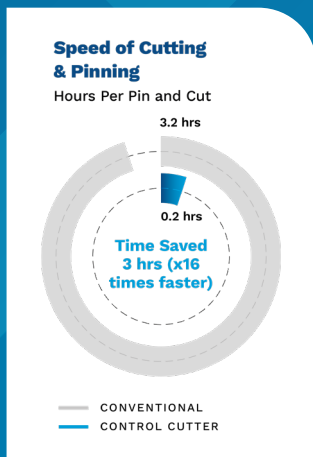 Speed of Cutting
& Pinning
Hours Per Pin and Cut
3.2 hrs
0.2 hrs
Time Saved
3 hrs (x16
times faster)
CONVENTIONAL
CONTROL CUTTER